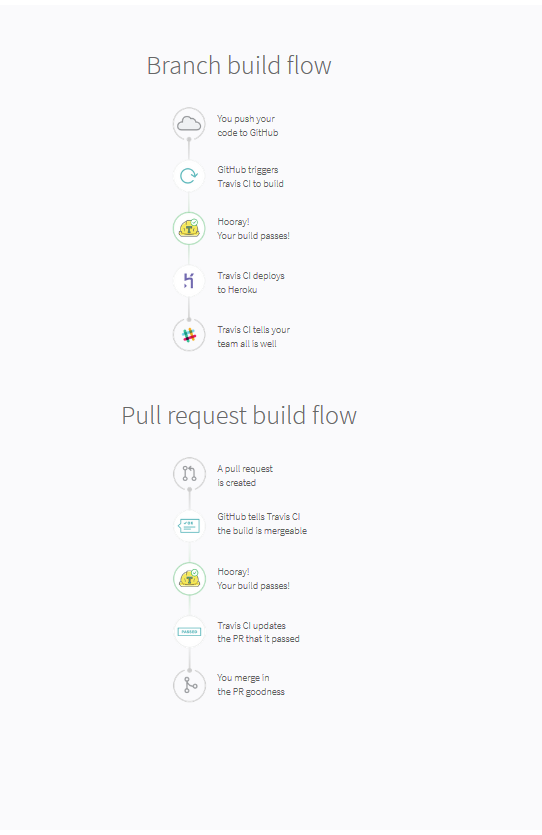 Branch build flow
You push your
code to GitHub
GitHub triggers
Travis CI to build
Hooray!
Your build passes!
Travis CI deploys
to Heroku
Travis CI tells your
team all is well
Pull request build flow
A pull request
is created
GitHub tells Travis CI
the build is mergeable
Hooray!
Your build passes!
Travis CI updates
the PR that it passed
PASSED
You merge in
the PR goodness